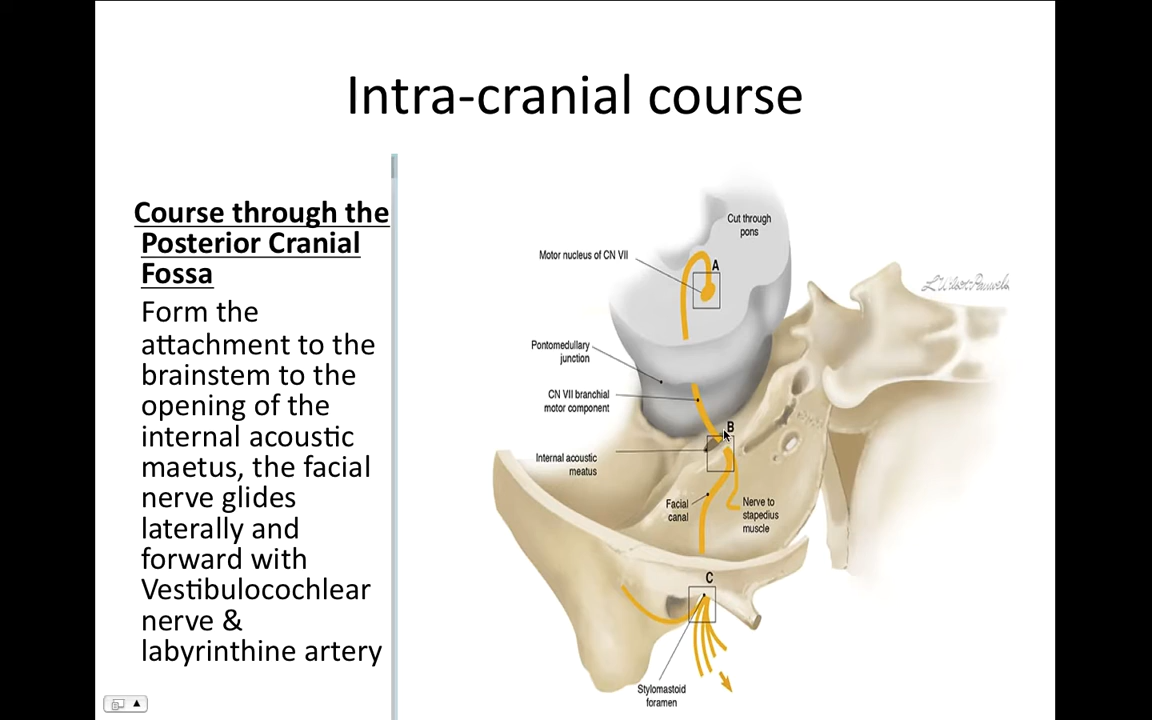 Intra-cranial course
Course through the
Posterior Cranial
Fossa
Form the
attachment to the
brainstem to the
opening of the
internal acoustic
maetus, the facial
nerve glides
laterally and
forward with
Vestibulocochlear
nerve &
labyrinthine artery
Cut through
pons
Motor nucleus of CN VII
A
Pontomedullary
junction
CN VII branchial
motor component
B
Internal acoustic
meatus
Facial
canal
Nerve to
stapedius
muscle
C
Stylomastoid
foramen